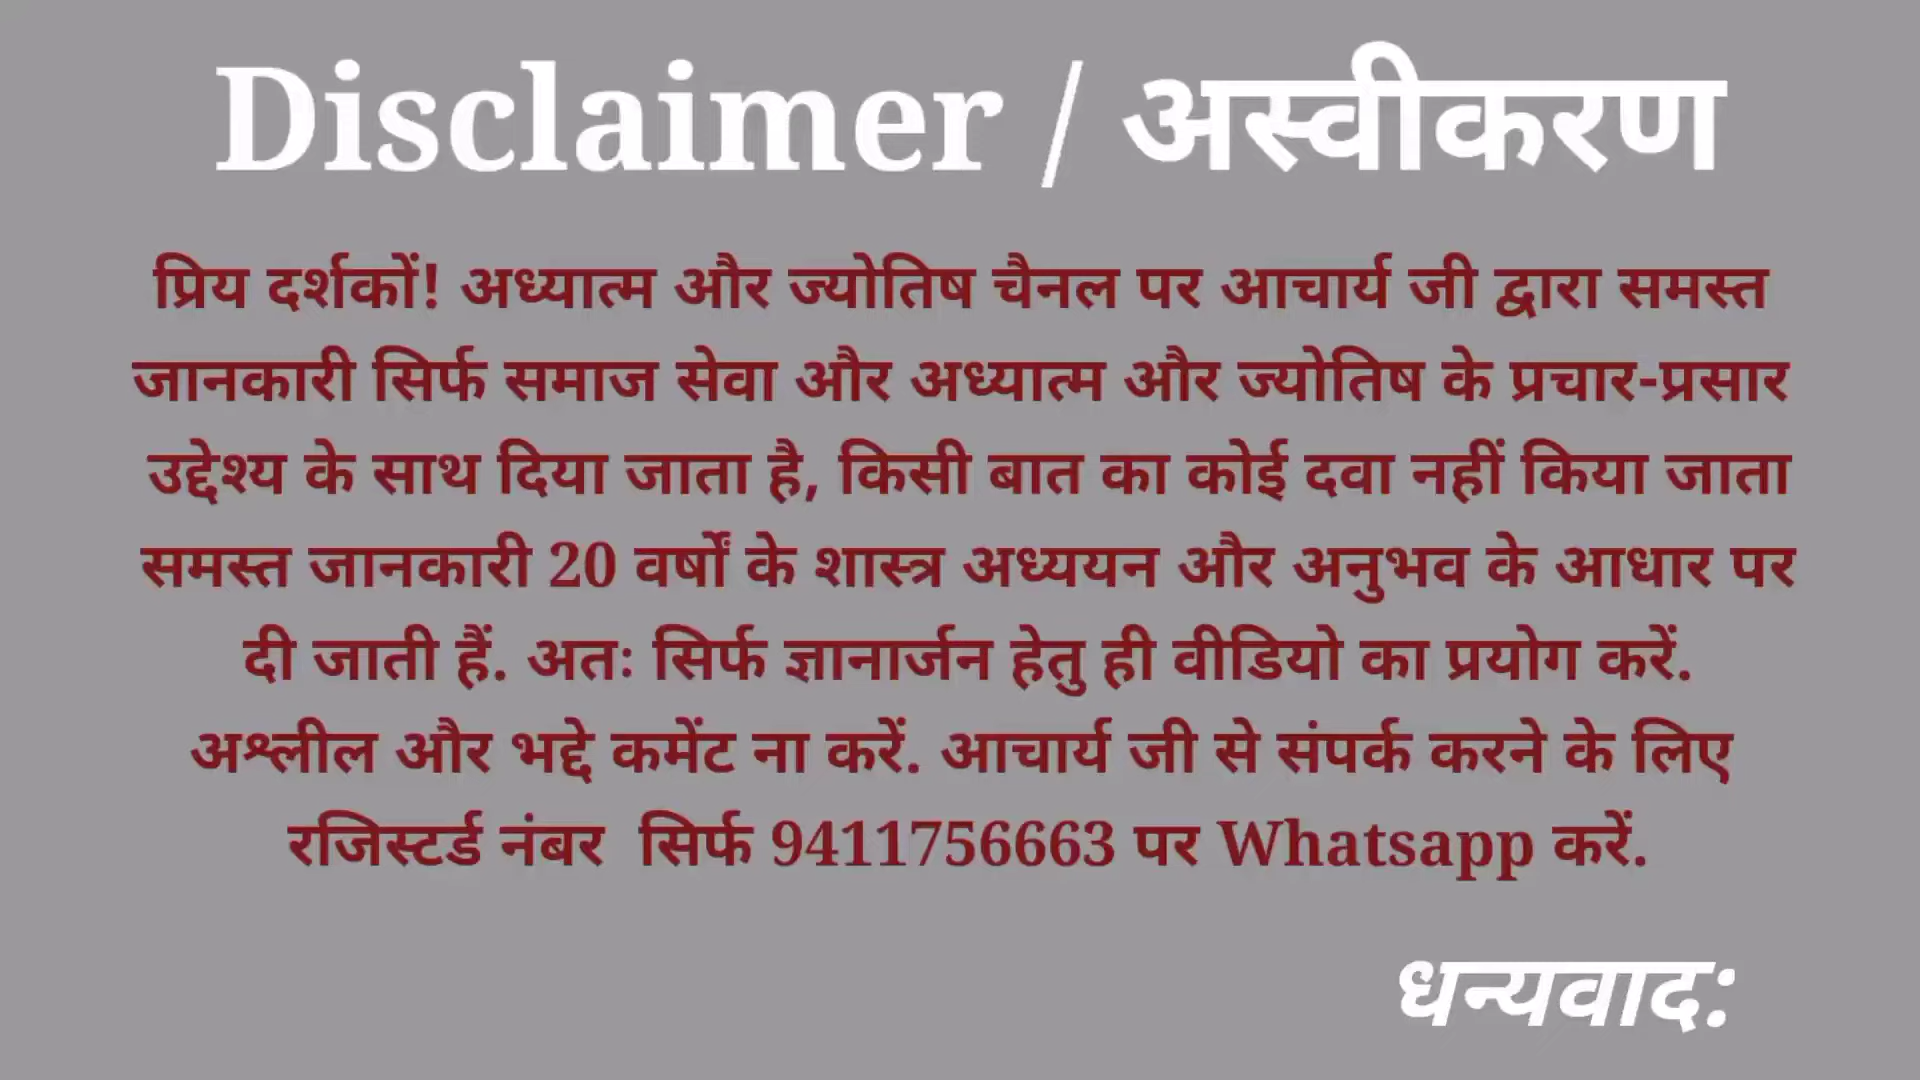 Disclaimer / अस्वीकरण
प्रिय दर्शकों! अध्यात्म और ज्योतिष चैनल पर आचार्य जी द्वारा समस्त
जानकारी सिर्फ समाज सेवा और अध्यात्म और ज्योतिष के प्रचार-प्रसार
उद्देश्य के साथ दिया जाता है, किसी बात का कोई दवा नहीं किया जाता
समस्त जानकारी 20 वर्षों के शास्त्र अध्ययन और अनुभव के आधार पर
दी जाती हैं. अतः सिर्फ ज्ञानार्जन हेतु ही वीडियो का प्रयोग करें.
अश्लील और भद्दे कमेंट ना करें. आचार्य जी से संपर्क करने के लिए
रजिस्टर्ड नंबर  सिर्फ 9411756663 पर Whatsapp करें.
धन्यवाद: